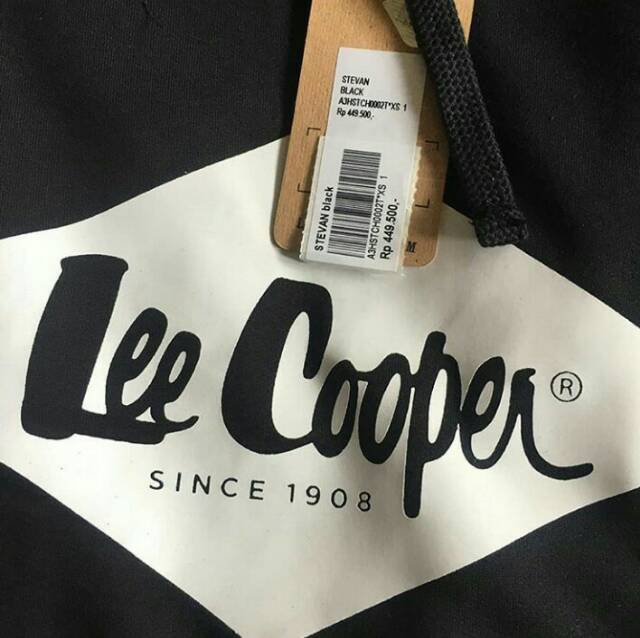 STEVAN
BLACK
A3HSTCH0002T*XS 1
Rp 449.500,-
STEVAN black
A3HSTCH0002T*XS 1
Rp 449.500,-
M
Lee Cooper®
SINCE 1908